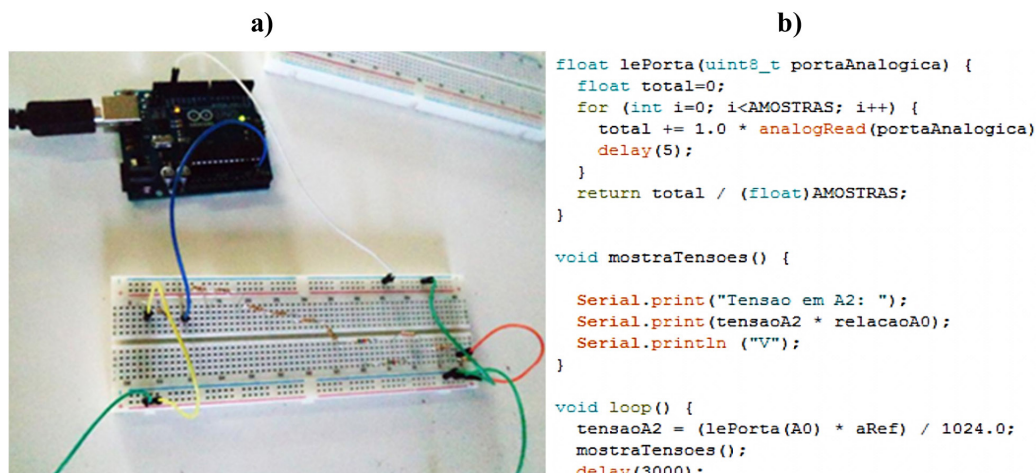 a)
b)
float lePorta(uint8_t portaAnalogica) {
float total=0;
for (int i=0; i<AMOSTRAS; i++) {
total += 1.0 * analogRead(portaAnalogica)
delay(5);
}
return total / (float)AMOSTRAS;
}
void mostraTensoes() {
Serial.print("Tensao em A2: ");
Serial.print(tensaoA2 * relacaoA0);
Serial.println ("V");
}
void loop() {
tensaoA2 = (lePorta(A0) * aRef) / 1024.0;
mostraTensoes();
delay(3000);